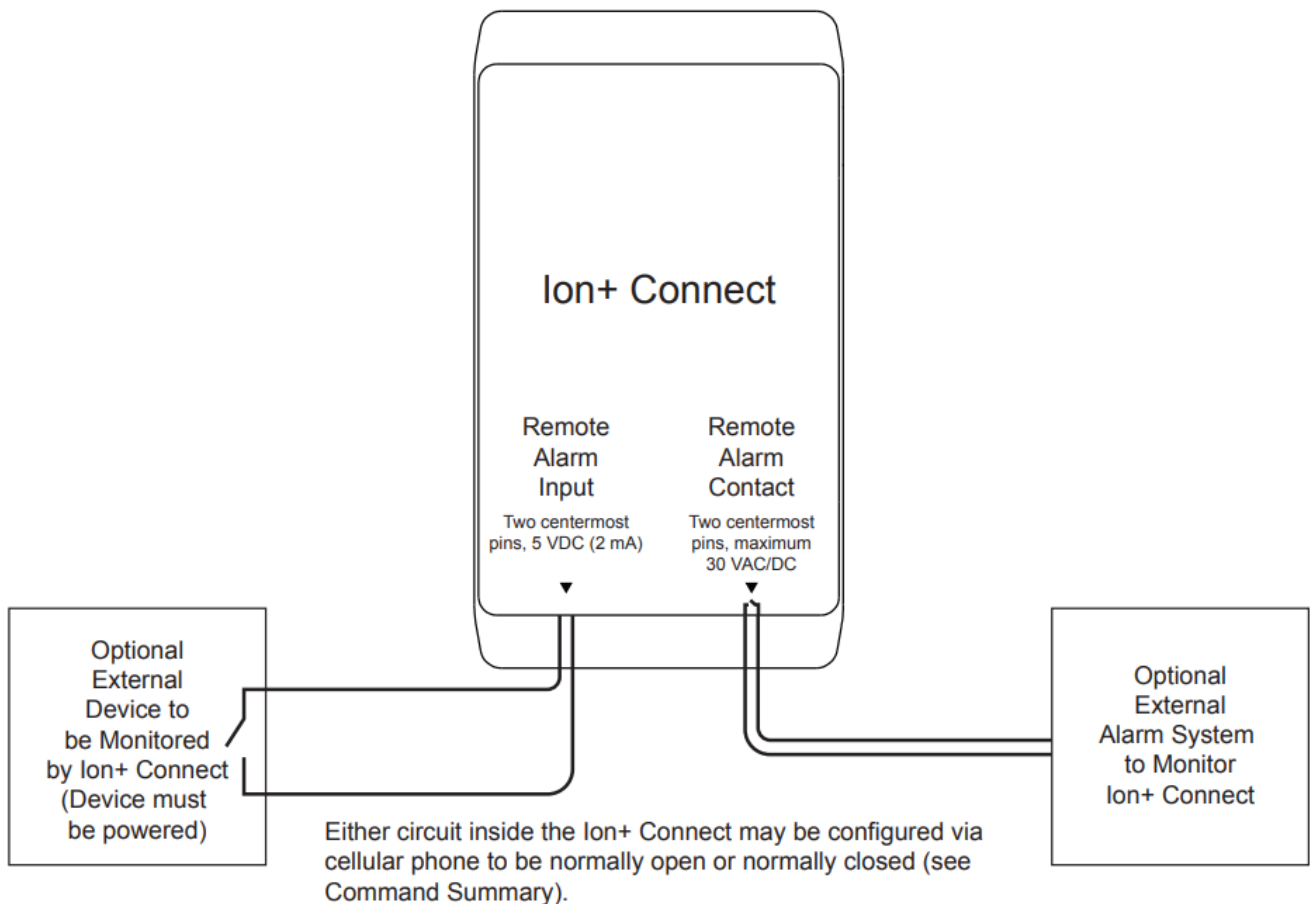 Ion+ Connect
Remote
Alarm
Input
Two centermost
pins, 5 VDC (2 mA)
Remote
Alarm
Contact
Two centermost
pins, maximum
30 VAC/DC
Optional
External
Device to
be Monitored
by Ion+ Connect
(Device must
be powered)
Optional
External
Alarm System
to Monitor
Ion+ Connect
Either circuit inside the Ion+ Connect may be configured via
cellular phone to be normally open or normally closed (see
Command Summary).